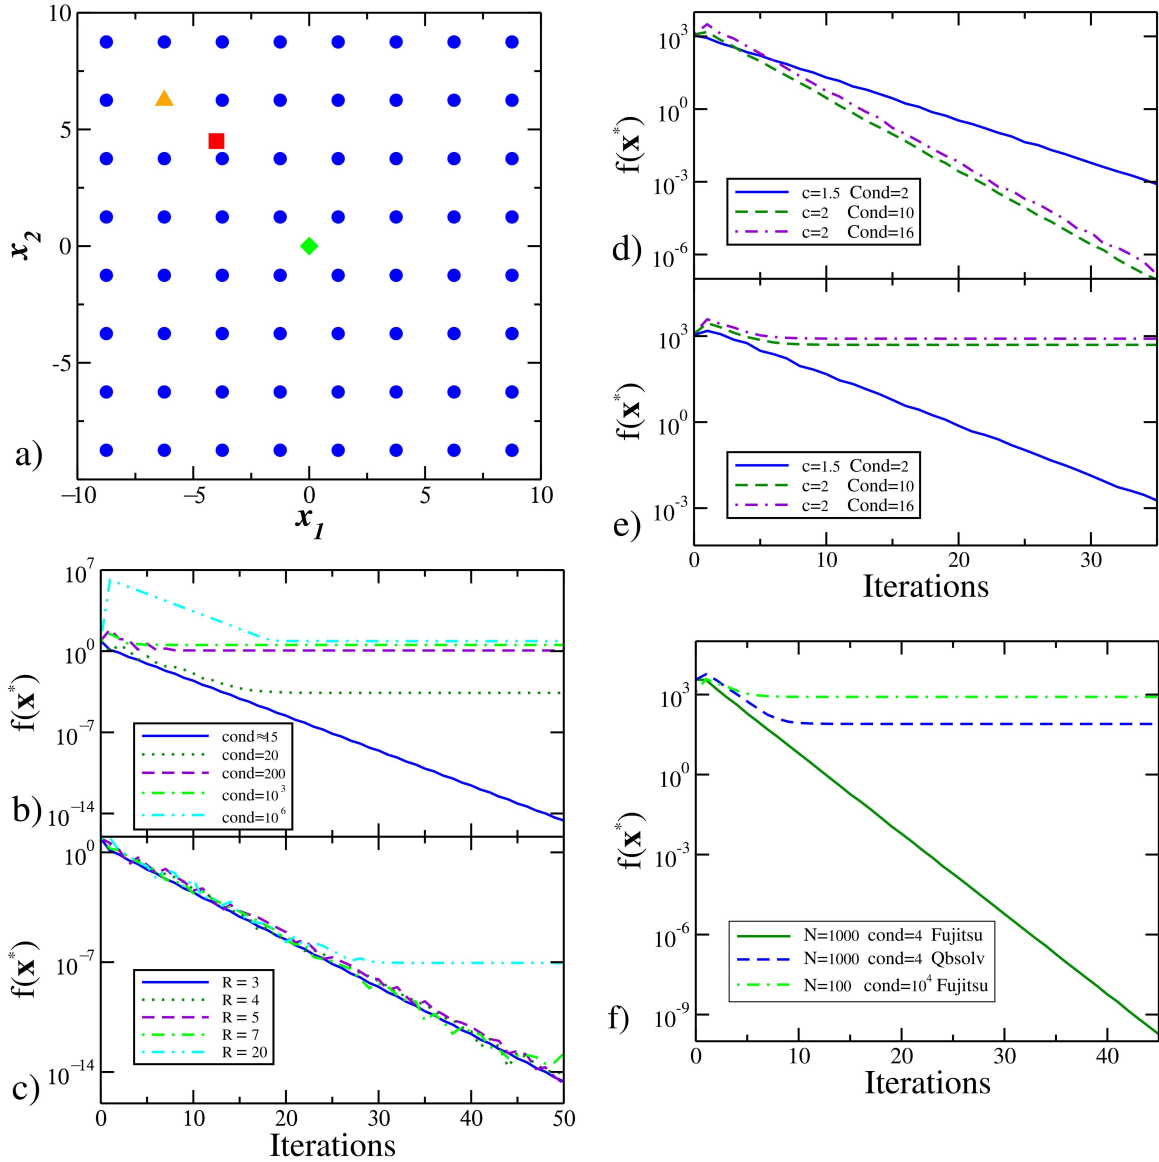 10
5
0
-5
−10
−5
0
5
10
x2
x1
a)
10^7
10^0
10^−7
10^−14
f(x*)
cond≈15
cond=20
cond=200
cond=10^3
cond=10^6
b)
10^0
10^−7
10^−14
f(x*)
R = 3
R = 4
R = 5
R = 7
R = 20
c)
0
10
20
30
40
50
Iterations
10^3
10^0
10^-3
10^-6
f(x*)
c=1.5 Cond=2
c=2 Cond=10
c=2 Cond=16
d)
10^3
10^0
10^-3
f(x*)
c=1.5 Cond=2
c=2 Cond=10
c=2 Cond=16
e)
0
10
20
30
Iterations
10^3
10^0
10^-3
10^-6
10^-9
f(x*)
N=1000 cond=4 Fujitsu
N=1000 cond=4 Qbsolv
N=100 cond=10^4 Fujitsu
f)
0
10
20
30
40
Iterations